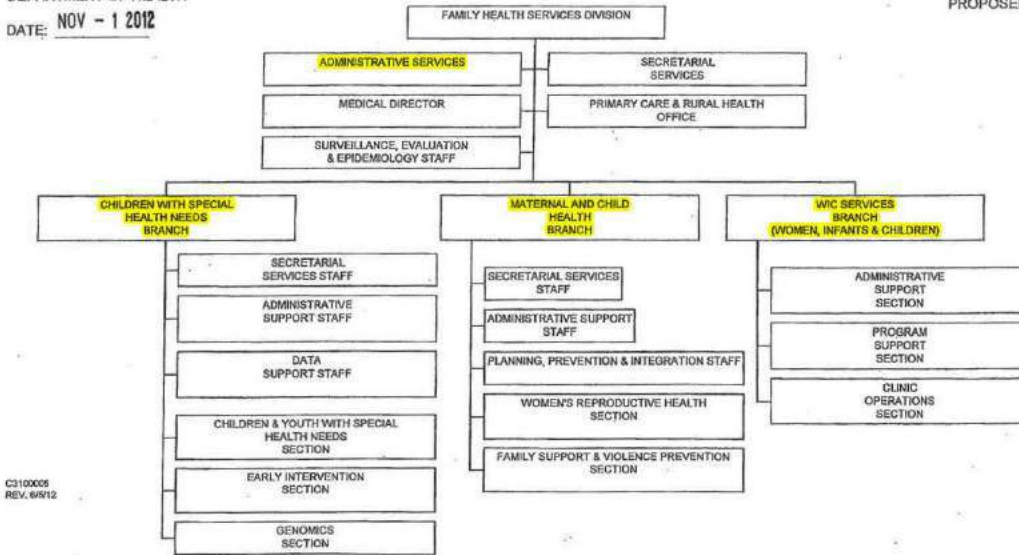 DATE: NOV - 1 2012
FAMILY HEALTH SERVICES DIVISION
ADMINISTRATIVE SERVICES
SECRETARIAL
SERVICES
MEDICAL DIRECTOR
PRIMARY CARE & RURAL HEALTH
OFFICE
SURVEILLANCE, EVALUATION
& EPIDEMIOLOGY STAFF
CHILDREN WITH SPECIAL
HEALTH NEEDS
BRANCH
SECRETARIAL
SERVICES STAFF
ADMINISTRATIVE
SUPPORT STAFF
DATA
SUPPORT STAFF
CHILDREN & YOUTH WITH SPECIAL
HEALTH NEEDS
SECTION
EARLY INTERVENTION
SECTION
GENOMICS
SECTION
MATERNAL AND CHILD
HEALTH
BRANCH
SECRETARIAL SERVICES
STAFF
ADMINISTRATIVE SUPPORT
STAFF
PLANNING, PREVENTION & INTEGRATION STAFF
WOMEN'S REPRODUCTIVE HEALTH
SECTION
FAMILY SUPPORT & VIOLENCE PREVENTION
SECTION
WIC SERVICES
BRANCH
(WOMEN, INFANTS & CHILDREN)
ADMINISTRATIVE
SUPPORT
SECTION
PROGRAM
SUPPORT
SECTION
CLINIC
OPERATIONS
SECTION
C3100005
REV. 6/5/12